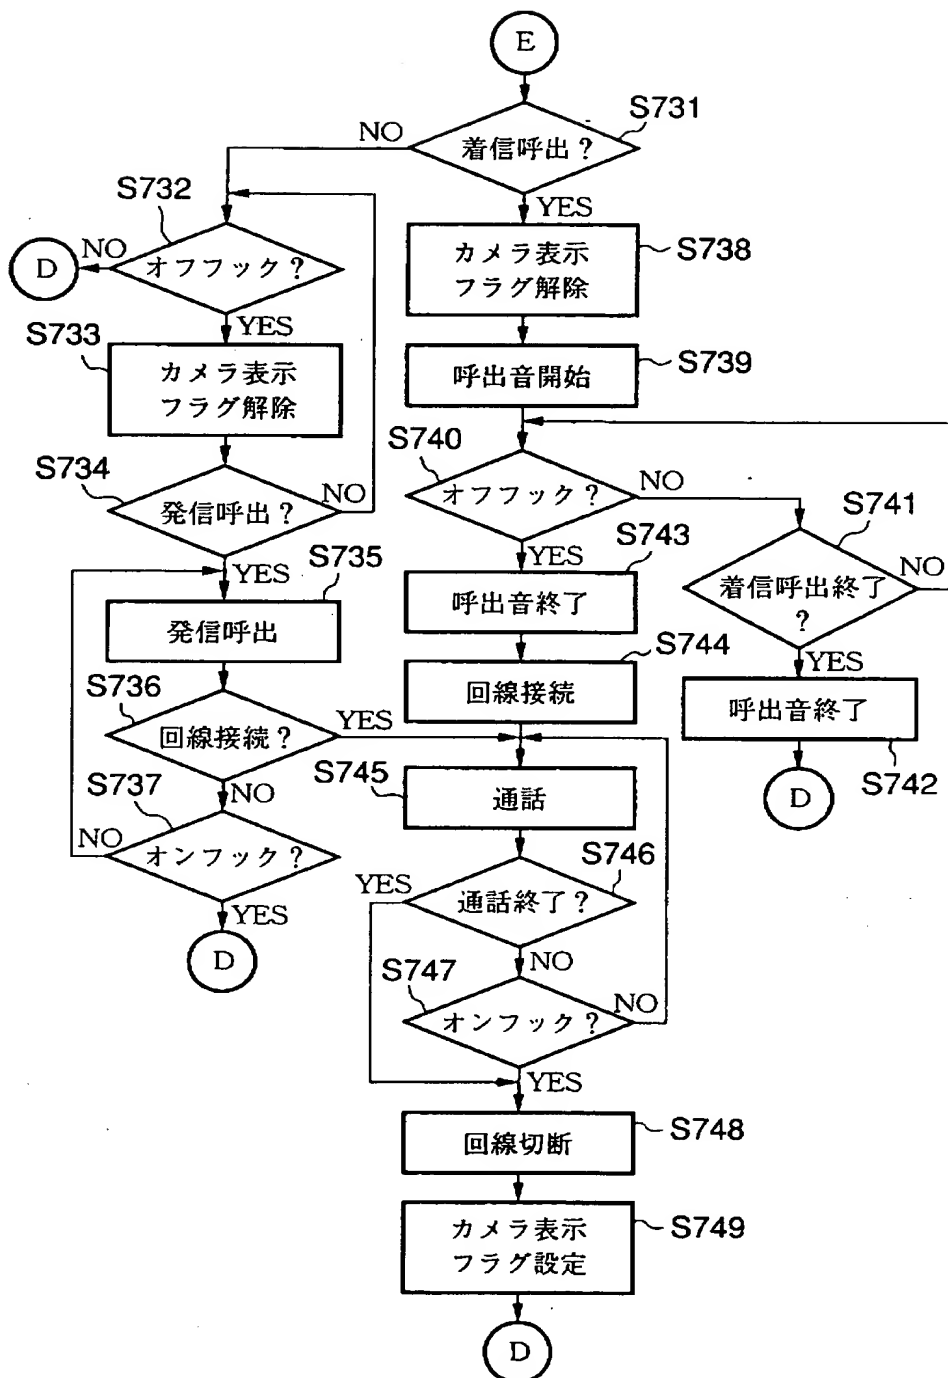 E
S731
NO
着信呼出?
YES
S732
NO
D
オフフック?
YES
S738
カメラ表示
フラグ解除
S733
カメラ表示
フラグ解除
S739
呼出音開始
S734
発信呼出?
NO
YES
S740
オフフック?
NO
YES
S741
着信呼出終了
?
NO
YES
S735
発信呼出
S743
呼出音終了
S744
回線接続
呼出音終了
S742
D
S736
回線接続?
YES
NO
S745
通話
S737
NO
オンフック?
YES
D
S746
YES
通話終了?
NO
S747
オンフック?
NO
YES
回線切断
S748
カメラ表示
フラグ設定
S749
D